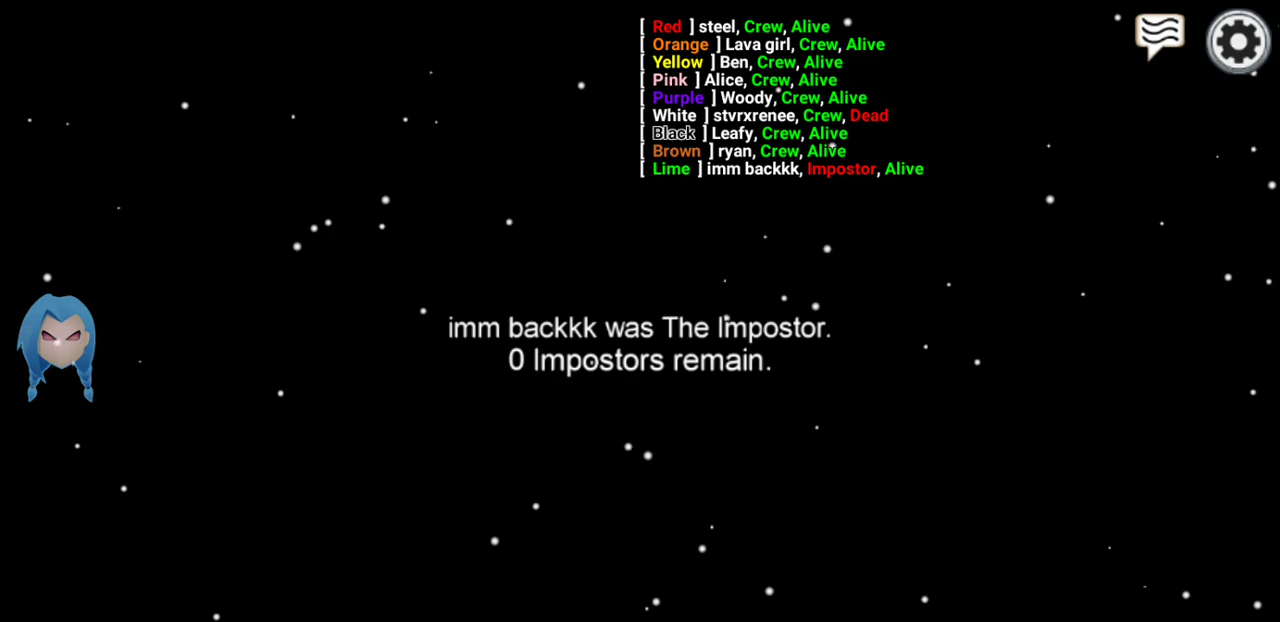 [ Red ] steel, Crew, Alive
[ Orange ] Lava girl, Crew, Alive
[ Yellow ] Ben, Crew, Alive
[ Pink ] Alice, Crew, Alive
[ Purple ] Woody, Crew, Alive
[ White ] stvrxrenee, Crew, Dead
[ Black ] Leafy, Crew, Alive
[ Brown ] ryan, Crew, Alive
[ Lime ] imm backkk, Impostor, Alive
imm backkk was The Impostor.
0 Impostors remain.